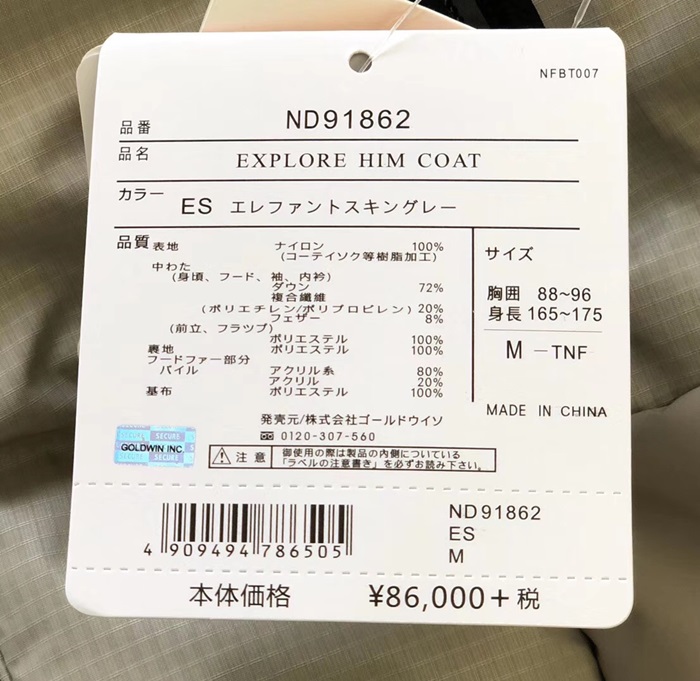 NFBT007
品番 ND91862
品名 EXPLORE HIM COAT
カラー ES エレファントスキングレー
品質 表地 ナイロン 100%
(コーティソク等樹脂加工)
中わた
(身頃、フード、袖、内衿)
ダウン 72%
複合繊維
(ポリエチレン/ポリプロピレン) 20%
フェザー 8%
(前立、フラツプ)
ポリエステル 100%
裏地 ポリエステル 100%
フードファー部分
パイル アクリル系 80%
アクリル 20%
基布 ポリエステル 100%
サイズ
胸囲 88~96
身長 165~175
M -TNF
MADE IN CHINA
発売元/株式会社ゴールドウイソ
0120-307-560
SECURE
GOLDWIN INC.
SECURE
注意 御使用の際は製品の内側についている
「ラベルの注意書き」を必ずお読み下さい。
4 909494 786505
ND91862
ES
M
本体価格 ¥86,000+税